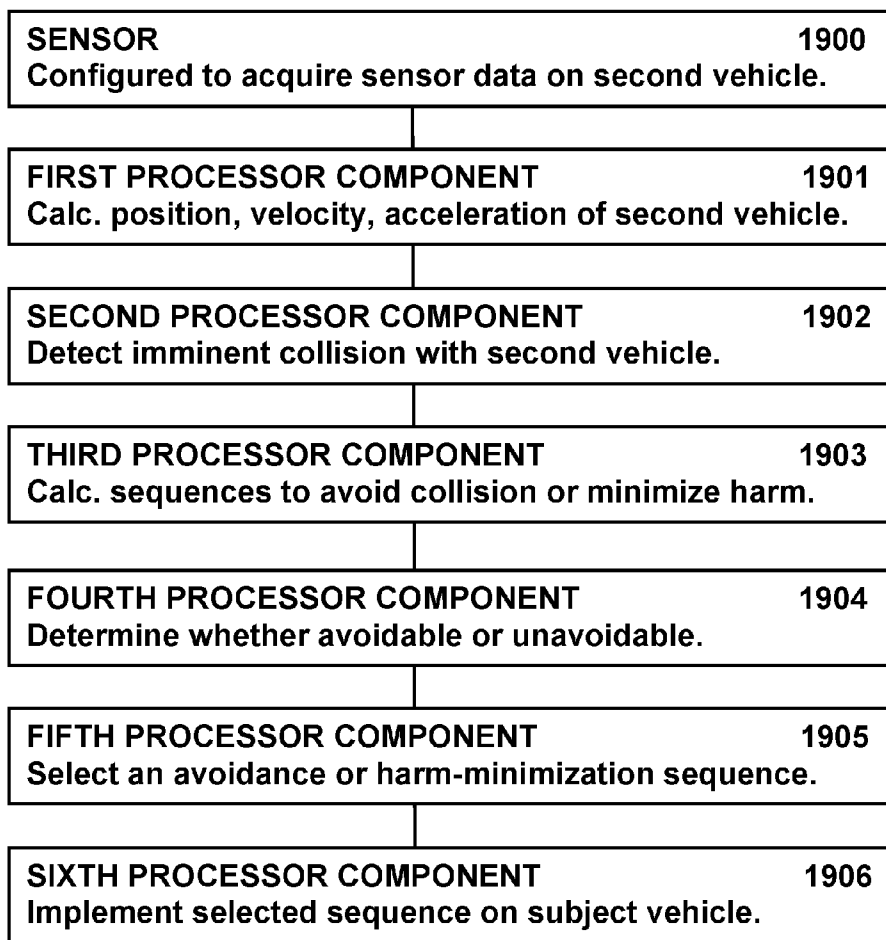 SENSOR 1900
Configured to acquire sensor data on second vehicle.
FIRST PROCESSOR COMPONENT 1901
Calc. position, velocity, acceleration of second vehicle.
SECOND PROCESSOR COMPONENT 1902
Detect imminent collision with second vehicle.
THIRD PROCESSOR COMPONENT 1903
Calc. sequences to avoid collision or minimize harm.
FOURTH PROCESSOR COMPONENT 1904
Determine whether avoidable or unavoidable.
FIFTH PROCESSOR COMPONENT 1905
Select an avoidance or harm-minimization sequence.
SIXTH PROCESSOR COMPONENT 1906
Implement selected sequence on subject vehicle.